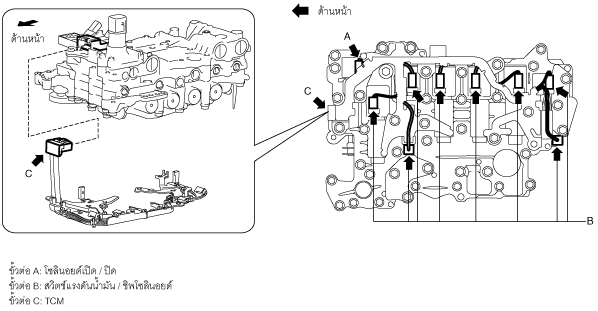 ด้านหน้า
ด้านหน้า
A
C
C
B
ขั้วต่อ A: โซลินอยด์เปิด / ปิด
ขั้วต่อ B: สวิตช์แรงดันน้ำมัน / ชิฟโซลินอยด์
ขั้วต่อ C: TCM